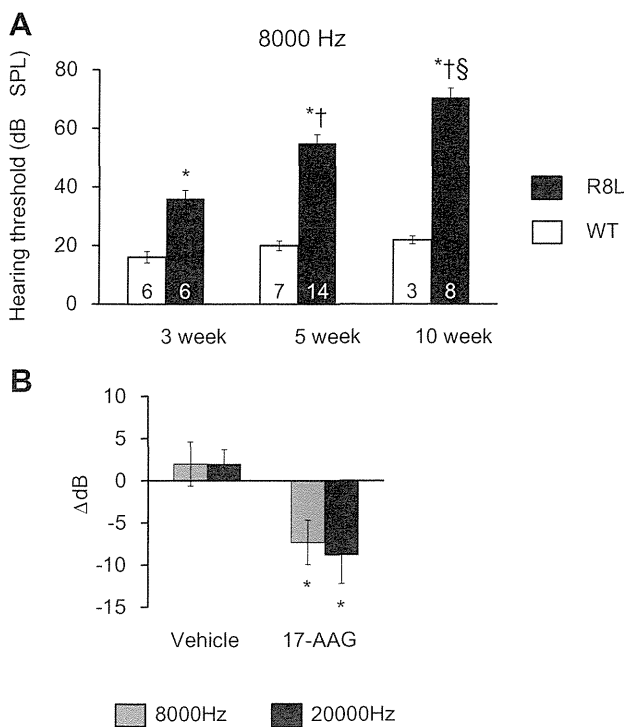 A
8000 Hz
Hearing threshold (dB SPL)
80
60
40
20
0
*
*†
*†§
6
6
7
14
3
8
3 week
5 week
10 week
R8L
WT
B
ΔdB
10
5
0
-5
-10
-15
*
*
Vehicle
17-AAG
8000Hz
20000Hz